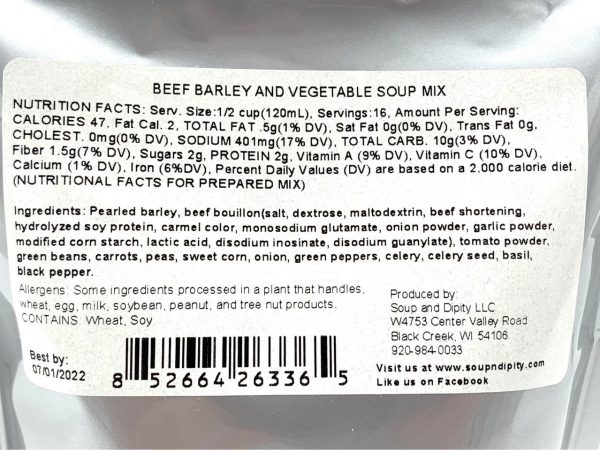 BEEF BARLEY AND VEGETABLE SOUP MIX
NUTRITION FACTS: Serv. Size:1/2 cup(120mL), Servings:16, Amount Per Serving:
CALORIES 47. Fat Cal. 2, TOTAL FAT .5g(1% DV), Sat Fat 0g(0% DV), Trans Fat 0g,
CHOLEST. 0mg(0% DV), SODIUM 401mg(17% DV), TOTAL CARB. 10g(3% DV),
Fiber 1.5g(7% DV), Sugars 2g, PROTEIN 2g, Vitamin A (9% DV), Vitamin C (10% DV),
Calcium (1% DV), Iron (6%DV), Percent Daily Values (DV) are based on a 2,000 calorie diet.
(NUTRITIONAL FACTS FOR PREPARED MIX)
Ingredients: Pearled barley, beef bouillon(salt, dextrose, maltodextrin, beef shortening,
hydrolyzed soy protein, carmel color, monosodium glutamate, onion powder, garlic powder,
modified corn starch, lactic acid, disodium inosinate, disodium guanylate), tomato powder,
green beans, carrots, peas, sweet corn, onion, green peppers, celery, celery seed, basil,
black pepper.
Allergens: Some ingredients processed in a plant that handles,
wheat, egg, milk, soybean, peanut, and tree nut products.
CONTAINS: Wheat, Soy
Produced by:
Soup and Dipity LLC
W4753 Center Valley Road
Black Creek, WI 54106
920-984-0033
Visit us at www.soupndipity.com
Like us on Facebook
Best by:
07/01/2022
8 52664 26336 5